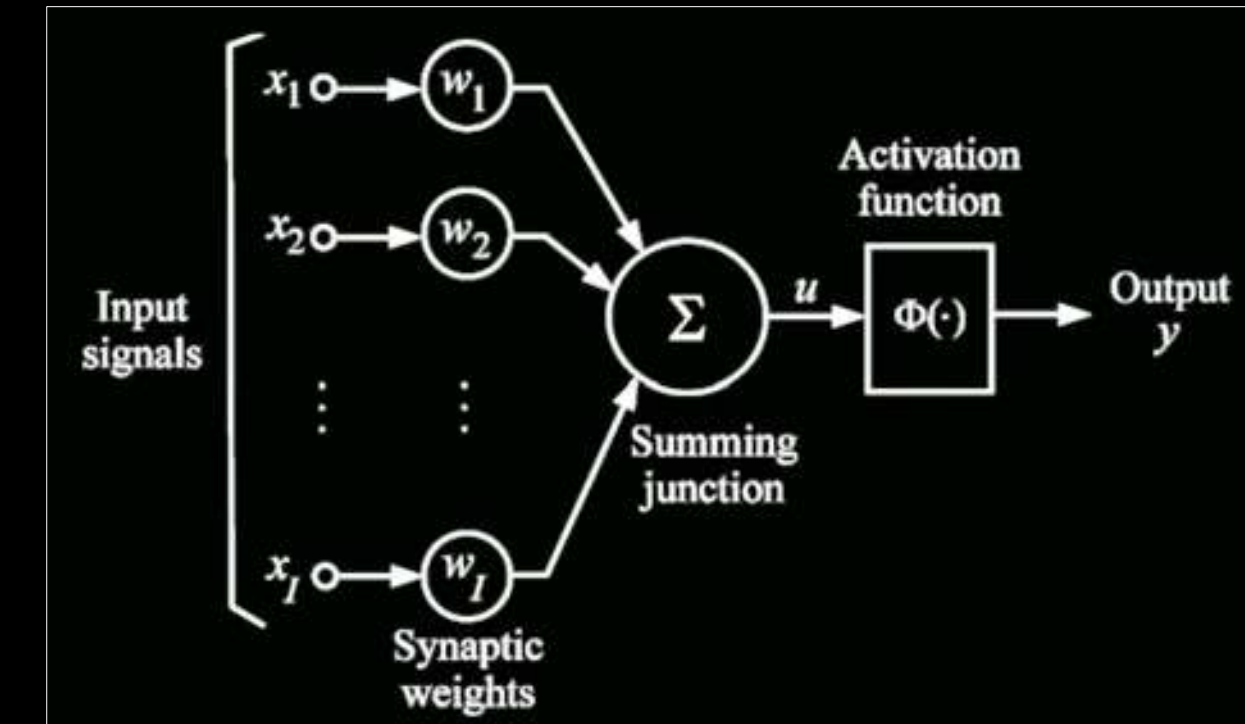 x1
w1
Activation
function
x2
w2
Input
signals
Σ
u
Φ(·)
Output
y
⋮
⋮
Summing
junction
xI
wI
Synaptic
weights